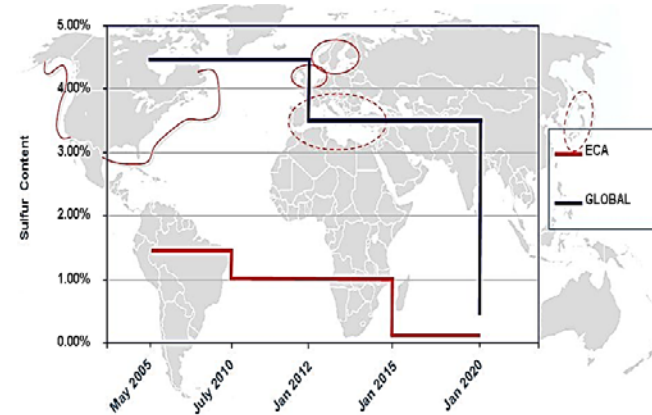 5.00%
4.00%
3.00%
2.00%
1.00%
0.00%
Sulfur Content
May 2005
July 2010
Jan 2012
Jan 2015
Jan 2020
ECA
GLOBAL